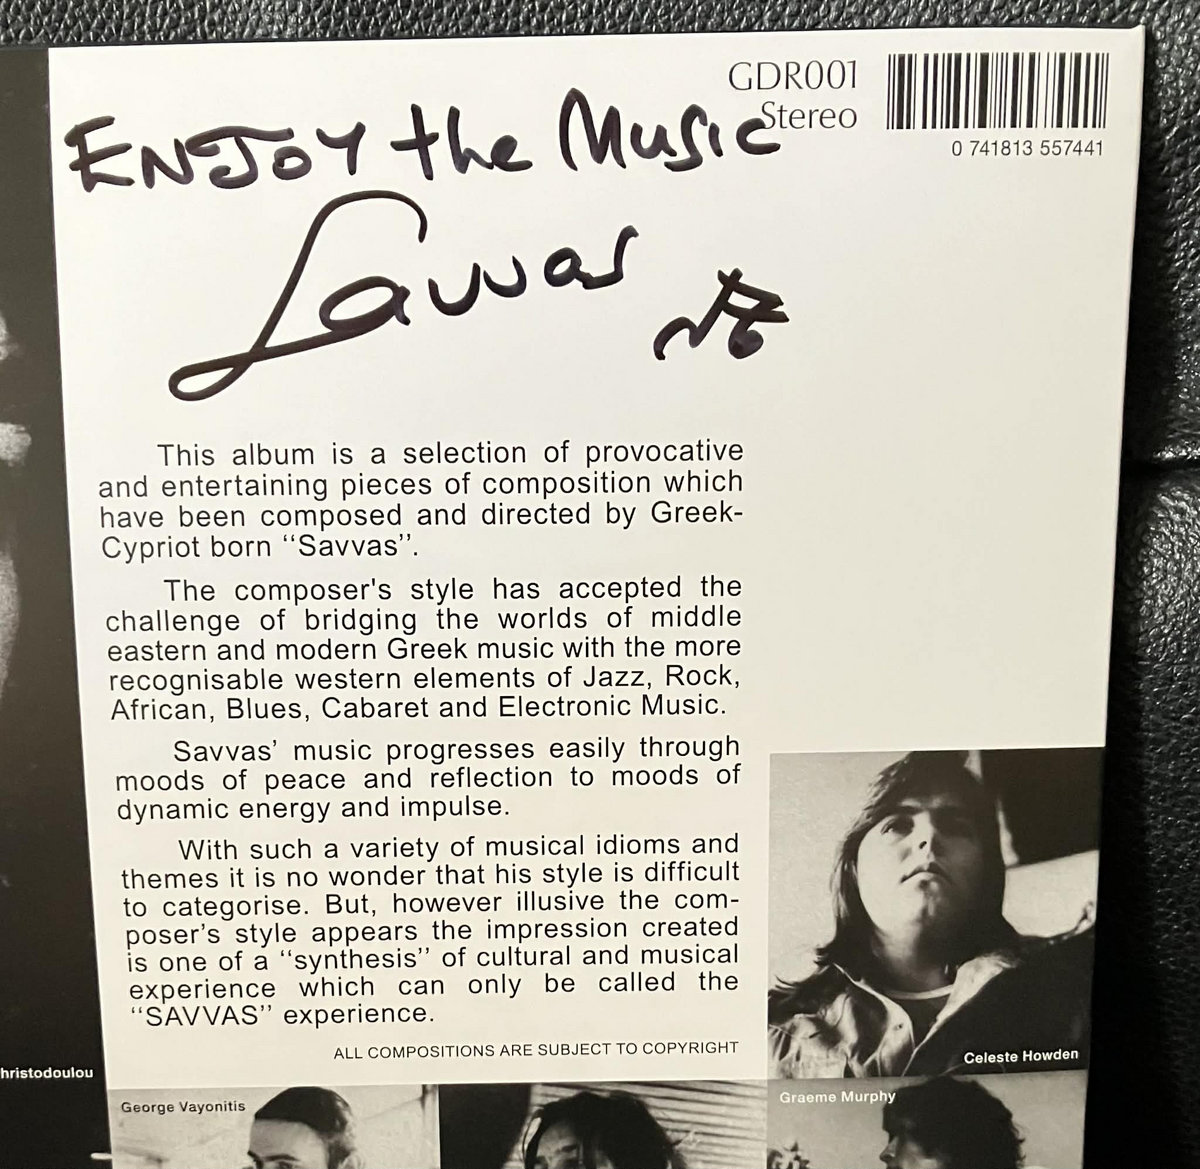 GDR001
Stereo
0 741813 557441
ENJOY the Music
Savvas
This album is a selection of provocative
and entertaining pieces of composition which
have been composed and directed by Greek-
Cypriot born “Savvas”.
The composer's style has accepted the
challenge of bridging the worlds of middle
eastern and modern Greek music with the more
recognisable western elements of Jazz, Rock,
African, Blues, Cabaret and Electronic Music.
Savvas’ music progresses easily through
moods of peace and reflection to moods of
dynamic energy and impulse.
With such a variety of musical idioms and
themes it is no wonder that his style is difficult
to categorise. But, however illusive the com-
poser’s style appears the impression created
is one of a “synthesis” of cultural and musical
experience which can only be called the
“SAVVAS” experience.
ALL COMPOSITIONS ARE SUBJECT TO COPYRIGHT
Celeste Howden
hristodoulou
George Vayonitis
Graeme Murphy